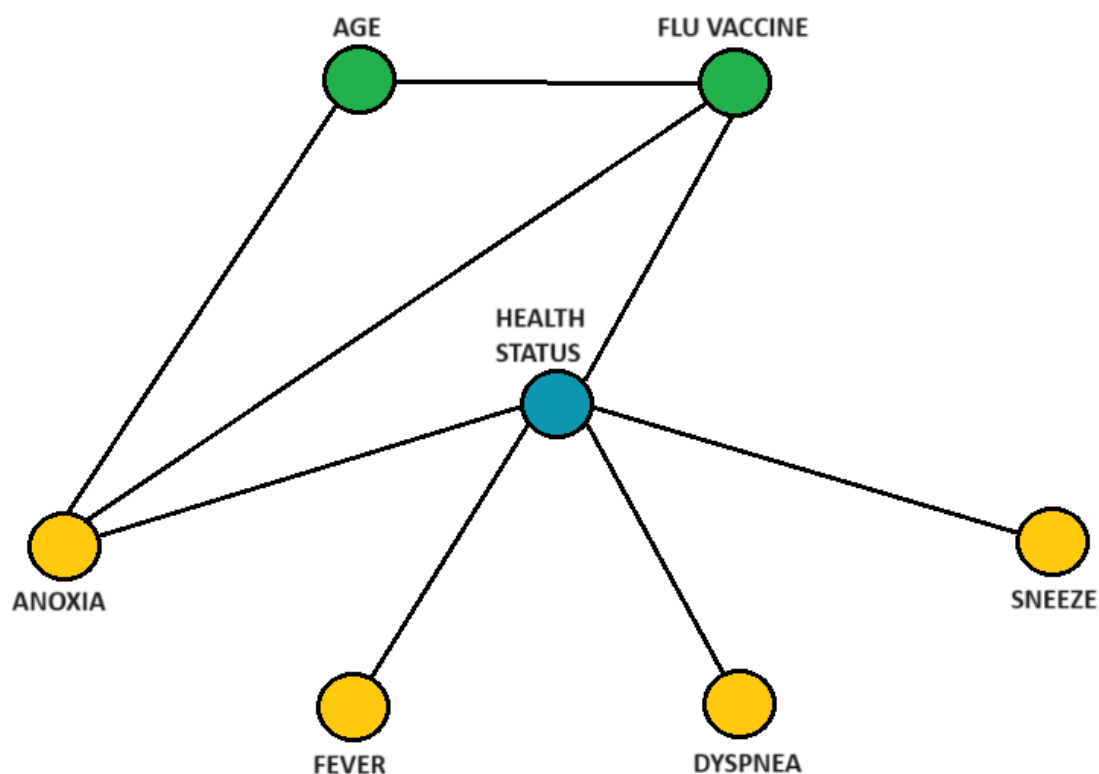 AGE
FLU VACCINE
HEALTH
STATUS
ANOXIA
SNEEZE
FEVER
DYSPNEA